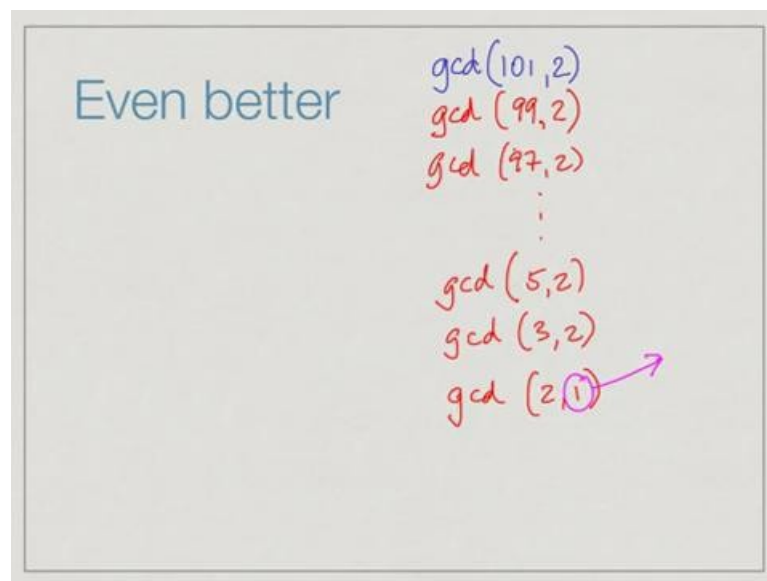 Even better
gcd (101,2)
gcd (99,2)
gcd (97,2)
gcd (5,2)
gcd (3,2)
gcd (2,1)